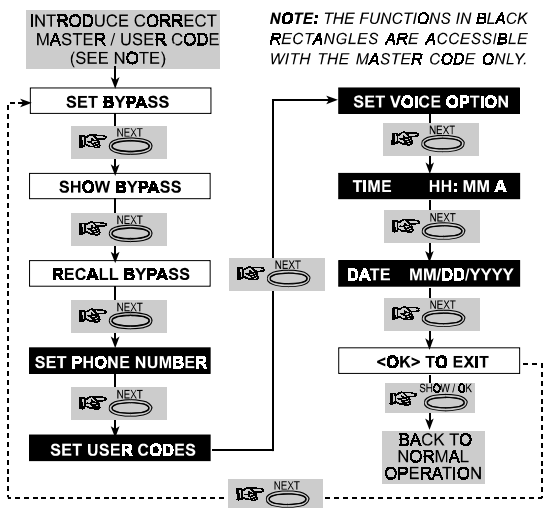 INTRODUCE CORRECT
MASTER / USER CODE
(SEE NOTE)
NOTE: THE FUNCTIONS IN BLACK
RECTANGLES ARE ACCESSIBLE
WITH THE MASTER CODE ONLY.
SET BYPASS
NEXT
SHOW BYPASS
NEXT
RECALL BYPASS
NEXT
SET PHONE NUMBER
NEXT
SET USER CODES
NEXT
SET VOICE OPTION
NEXT
TIME HH: MM A
NEXT
DATE MM/DD/YYYY
NEXT
<OK> TO EXIT
SHOW / OK
BACK TO
NORMAL
OPERATION
NEXT